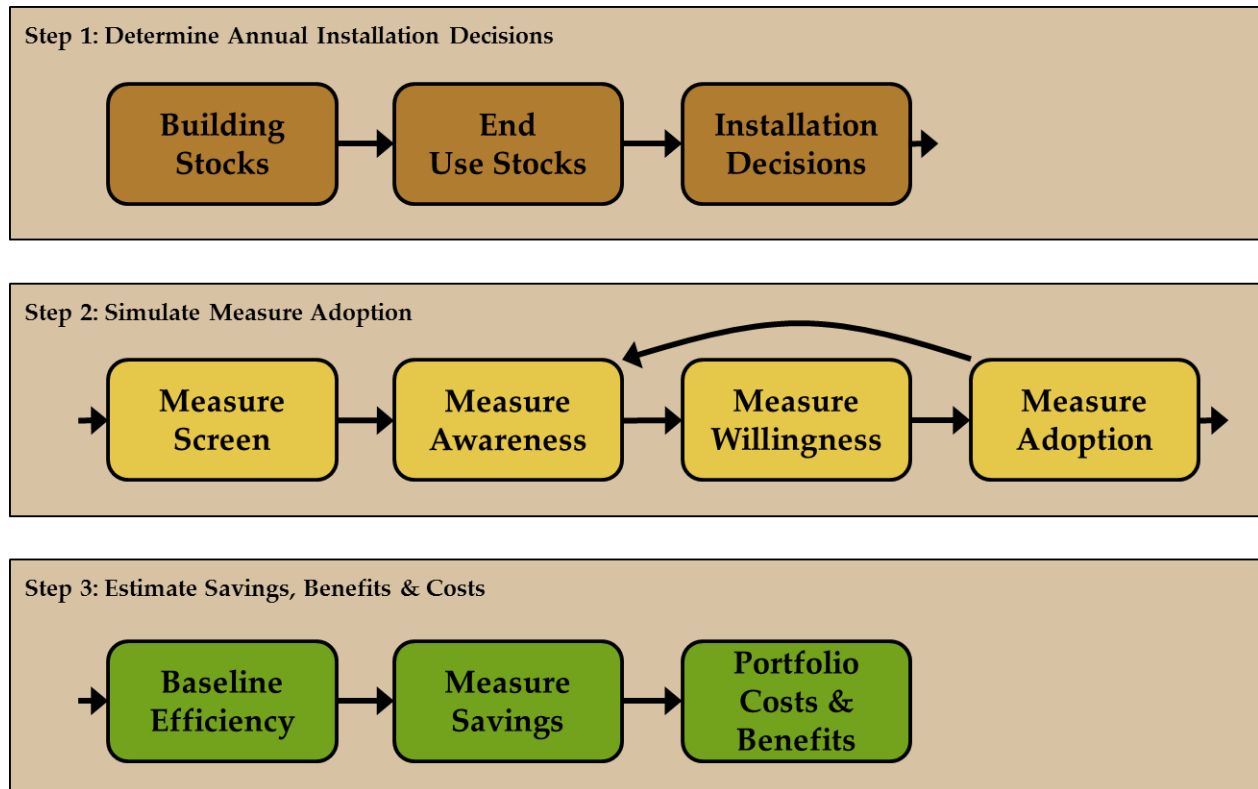 Step 1: Determine Annual Installation Decisions
Building
Stocks
End
Use Stocks
Installation
Decisions
Step 2: Simulate Measure Adoption
Measure
Screen
Measure
Awareness
Measure
Willingness
Measure
Adoption
Step 3: Estimate Savings, Benefits & Costs
Baseline
Efficiency
Measure
Savings
Portfolio
Costs &
Benefits